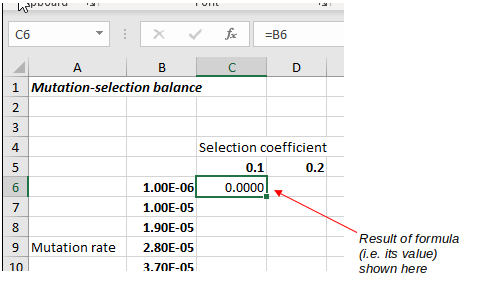 C6 fx =B6
A B C D
1 Mutation-selection balance
2
3
4 Selection coefficient
5 0.1 0.2
6 1.00E-06 0.0000
7 1.00E-05
8 1.90E-05
9 Mutation rate 2.80E-05
10 3.70E-05
Result of formula
(i.e. its value)
shown here